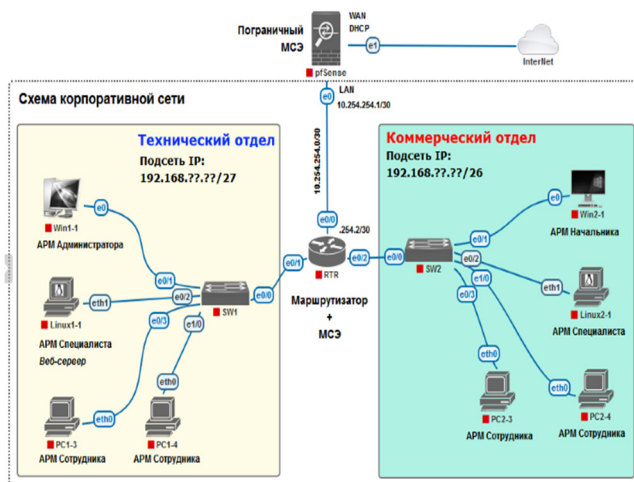 Пограничный
МСЭ
WAN
DHCP
e1
InterNet
pfSense
e0
LAN
10.254.254.1/30
Схема корпоративной сети
10.254.254.0/30
Технический отдел
Подсеть IP:
192.168.??.??/27
Коммерческий отдел
Подсеть IP:
192.168.??.??/26
Win1-1
АРМ Администратора
e0
e0/1
Linux1-1
eth1
e0/2
АРМ Специалиста
Веб-сервер
e0/3
e1/0
SW1
e0/0
e0/1
e0/0
.254.2/30
RTR
e0/2
e0/0
Маршрутизатор
+
МСЭ
SW2
e0/1
e0
Win2-1
АРМ Начальника
e0/2
e1/0
e0/3
eth1
Linux2-1
АРМ Специалиста
eth0
PC1-3
АРМ Сотрудника
eth0
PC1-4
АРМ Сотрудника
eth0
PC2-3
АРМ Сотрудника
eth0
PC2-4
АРМ Сотрудника